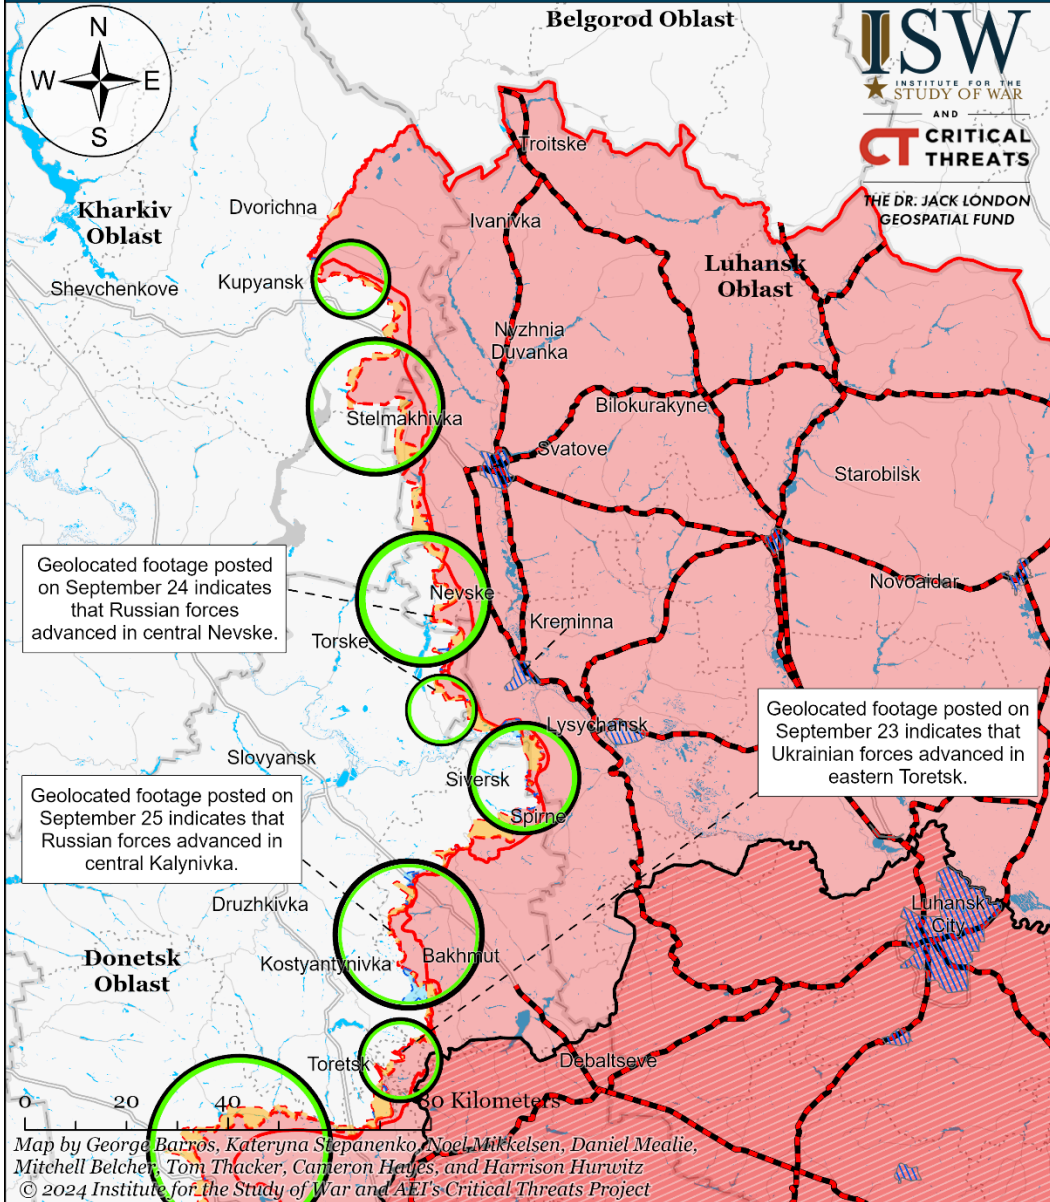 Belgorod Oblast
N
W
E
S
ISW
INSTITUTE FOR THE
STUDY OF WAR
AND
CT CRITICAL
THREATS
THE DR. JACK LONDON
GEOSPATIAL FUND
Troitske
Kharkiv
Oblast
Dvorichna
Ivanivka
Luhansk
Oblast
Shevchenkove
Kupyansk
Nyzhnia
Duvanka
Stelmakhivka
Bilokurakyne
Svatove
Starobilsk
Geolocated footage posted
on September 24 indicates
that Russian forces
advanced in central Nevske.
Nevske
Novoaidar
Torske
Kreminna
Lysychansk
Geolocated footage posted on
September 23 indicates that
Ukrainian forces advanced in
eastern Toretsk.
Slovyansk
Siversk
Geolocated footage posted on
September 25 indicates that
Russian forces advanced in
central Kalynivka.
Spirne
Druzhkivka
Luhansk
City
Donetsk
Oblast
Kostyantynivka
Bakhmut
Toretsk
Debaltseve
0 20 40 80 Kilometers
Map by George Barros, Kateryna Stepanenko, Noel Mikkelsen, Daniel Mealie,
Mitchell Belcher, Tom Thacker, Cameron Hayes, and Harrison Hurwitz
© 2024 Institute for the Study of War and AEI's Critical Threats Project